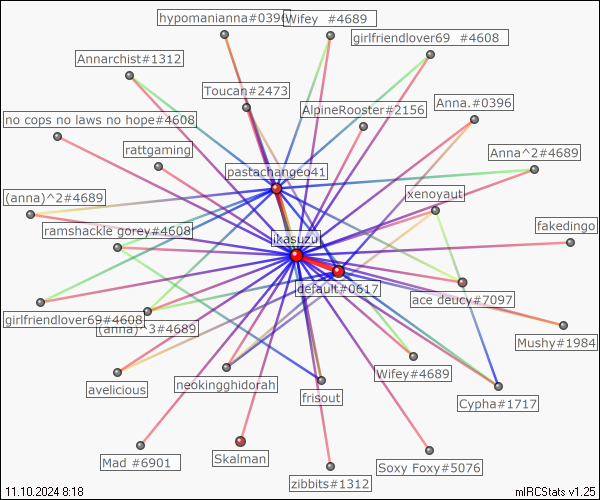 hypomanianna#0396
Wifey #4689
girlfriendlover69 #4608
Annarchist#1312
Toucan#2473
AlpineRooster#2156
Anna.#0396
no cops no laws no hope#4608
rattgaming
Anna^2#4689
pastachangeo41
(anna)^2#4689
xenoyaut
ramshackle gorey#4608
ikasuzui
fakedingo
default#0617
ace deucy#7097
girlfriendlover69#4608
(anna)^3#4689
Mushy#1984
avelicious
neokingghidorah
Wifey#4689
frisout
Cypha#1717
Mad #6901
Skalman
Soxy Foxy#5076
zibbits#1312
11.10.2024 8:18
mIRCStats v1.25